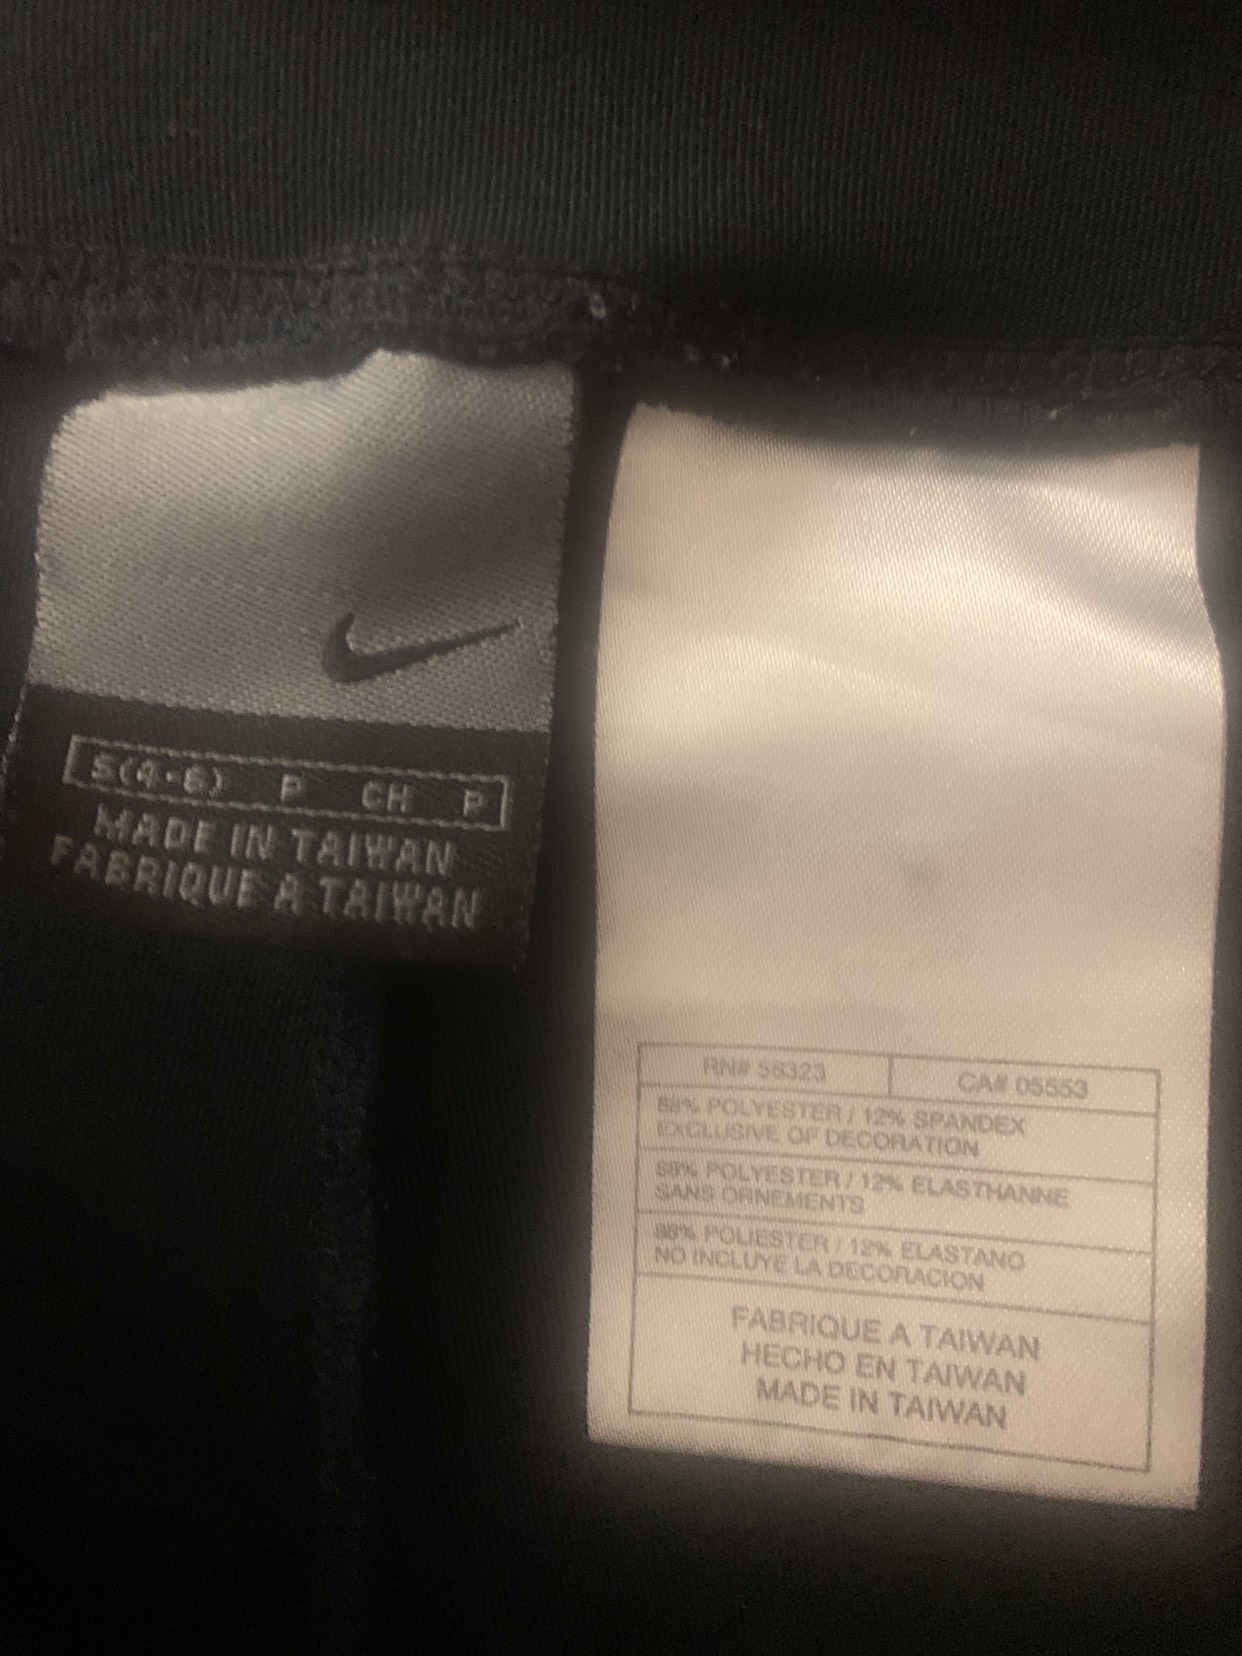 S(4-6) P CH P
MADE IN TAIWAN
FABRIQUE A TAIWAN
RN# 56323 CA# 05553
88% POLYESTER / 12% SPANDEX
EXCLUSIVE OF DECORATION
88% POLYESTER / 12% ELASTHANNE
SANS ORNEMENTS
88% POLIESTER / 12% ELASTANO
NO INCLUYE LA DECORACION
FABRIQUE A TAIWAN
HECHO EN TAIWAN
MADE IN TAIWAN